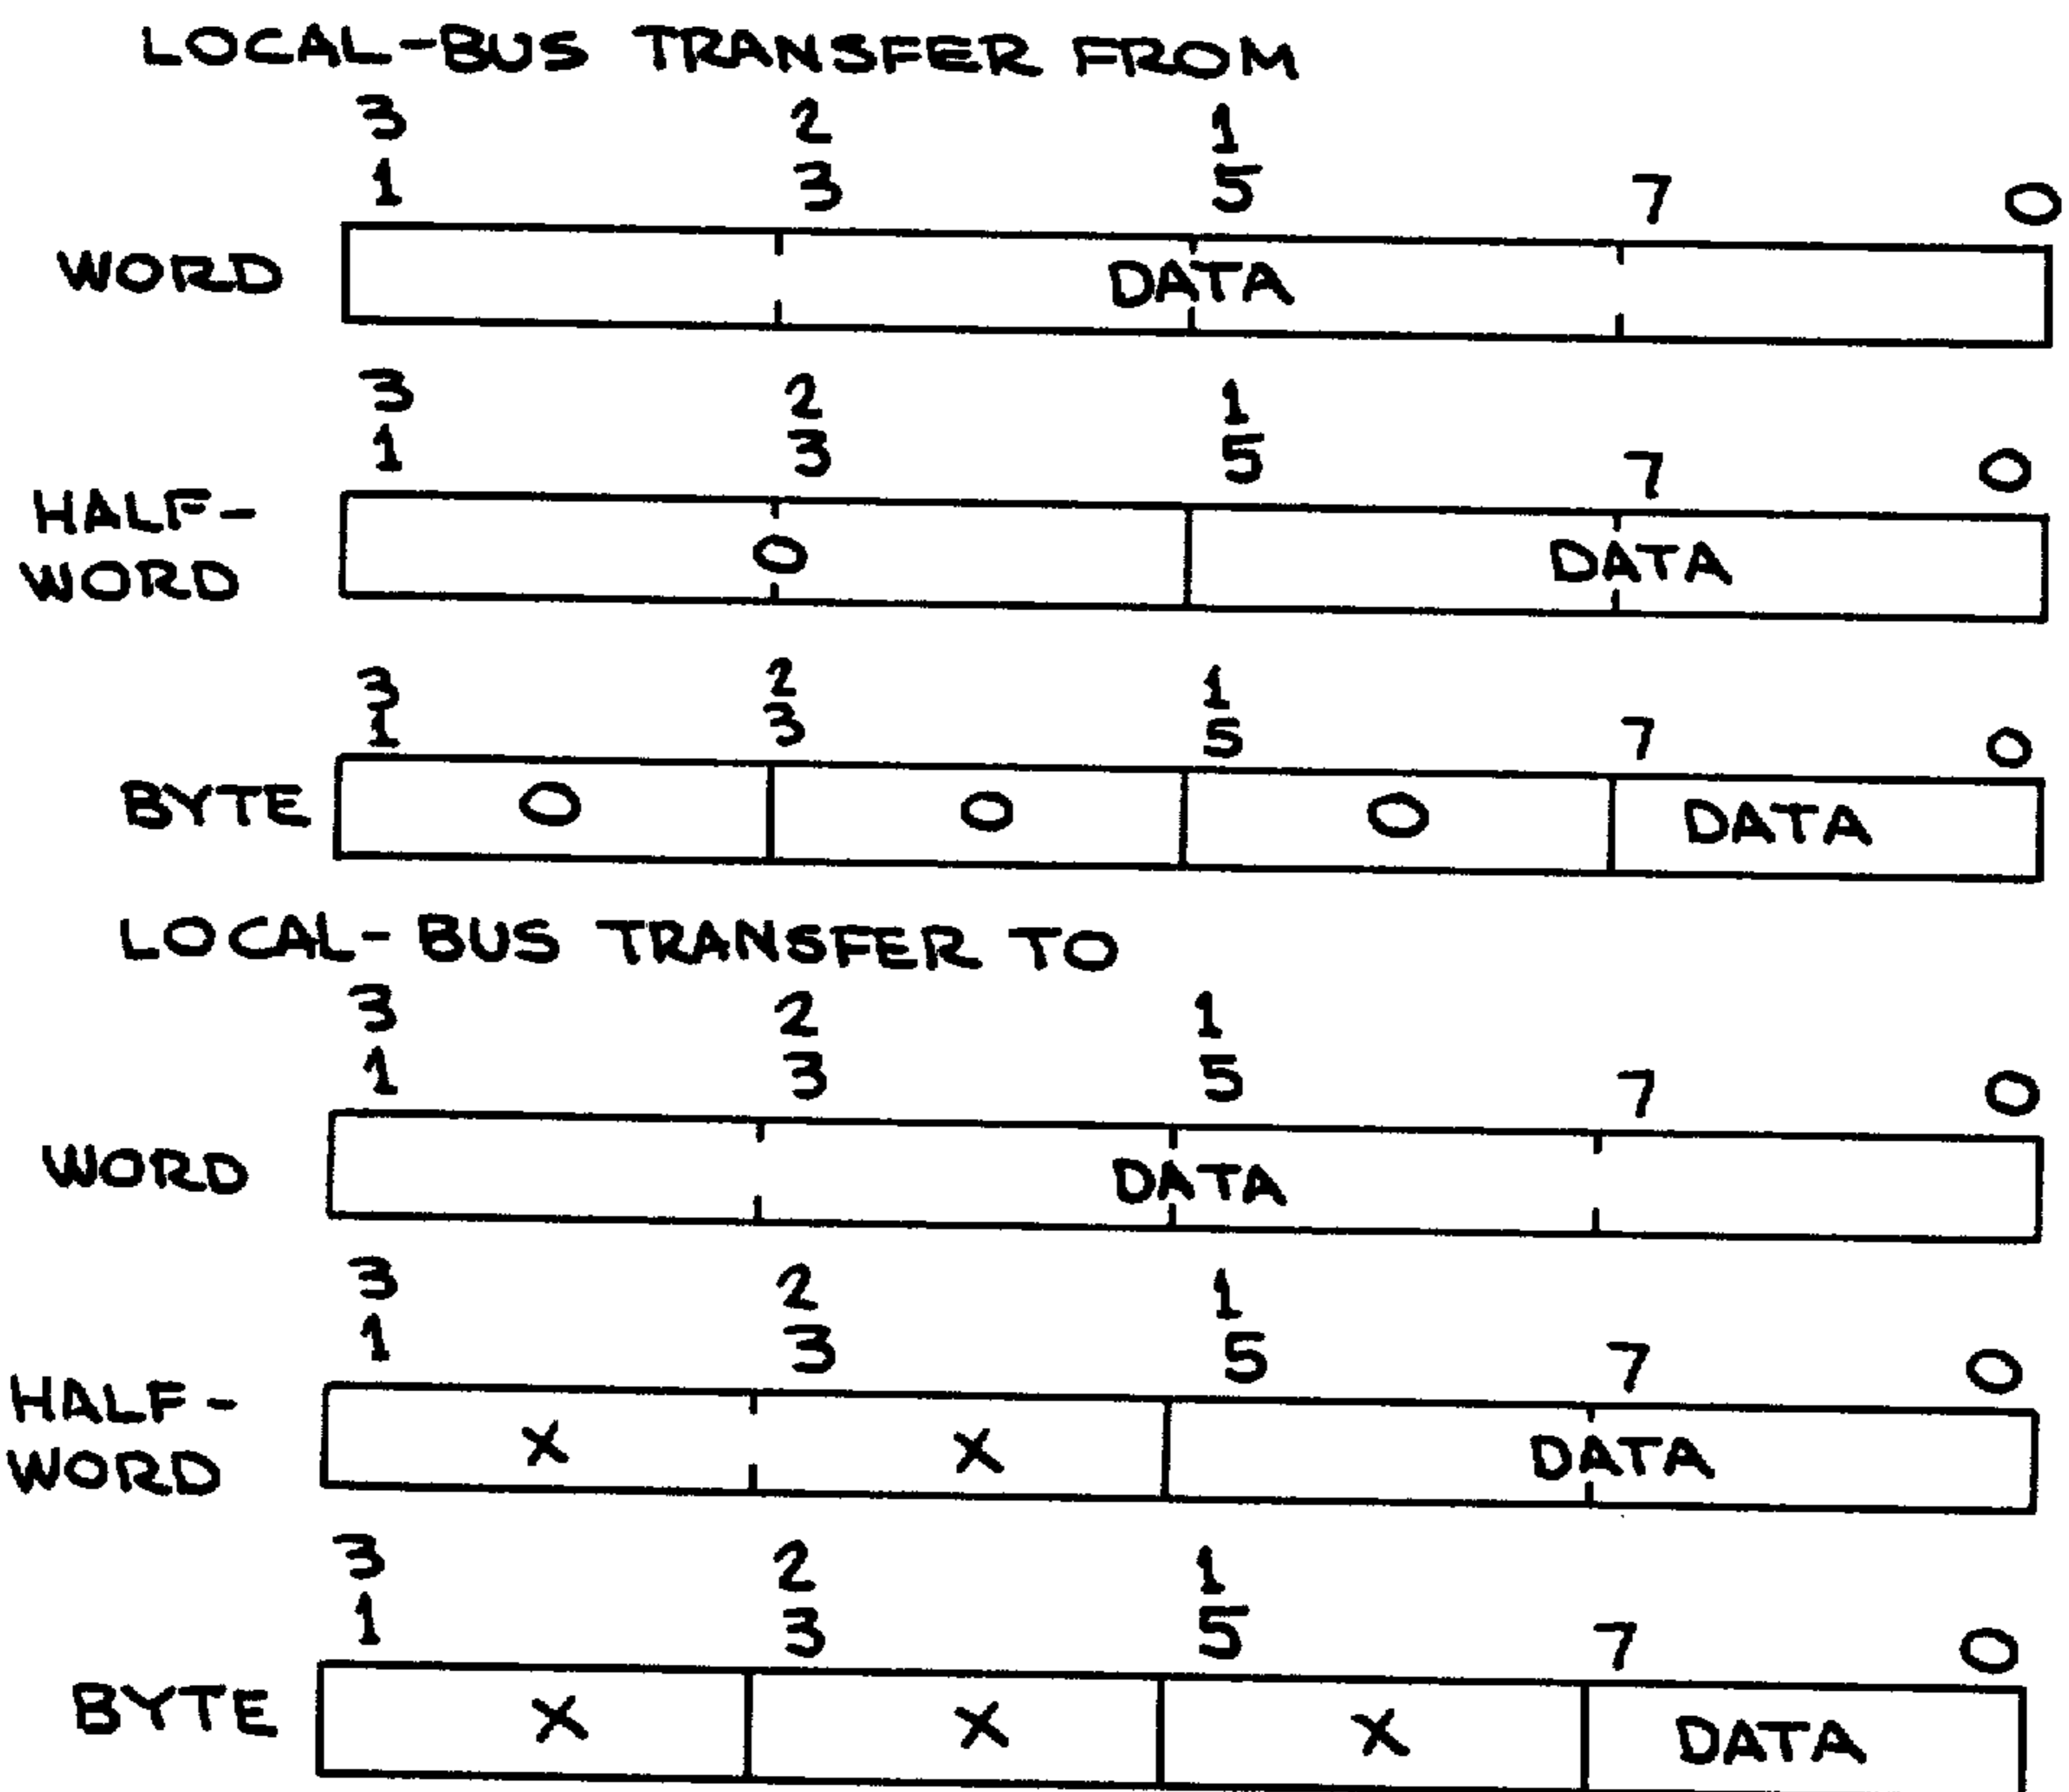 LOCAL-BUS TRANSFER FROM
3 2 1
1 3 5 7 0
WORD DATA
3 2 1
1 3 5 7 0
HALF-
WORD 0 DATA
3 2 1
1 3 5 7 0
BYTE 0 0 0 DATA
LOCAL-BUS TRANSFER TO
3 2 1
1 3 5 7 0
WORD DATA
3 2 1
1 3 5 7 0
HALF-
WORD X X DATA
3 2 1
1 3 5 7 0
BYTE X X X DATA